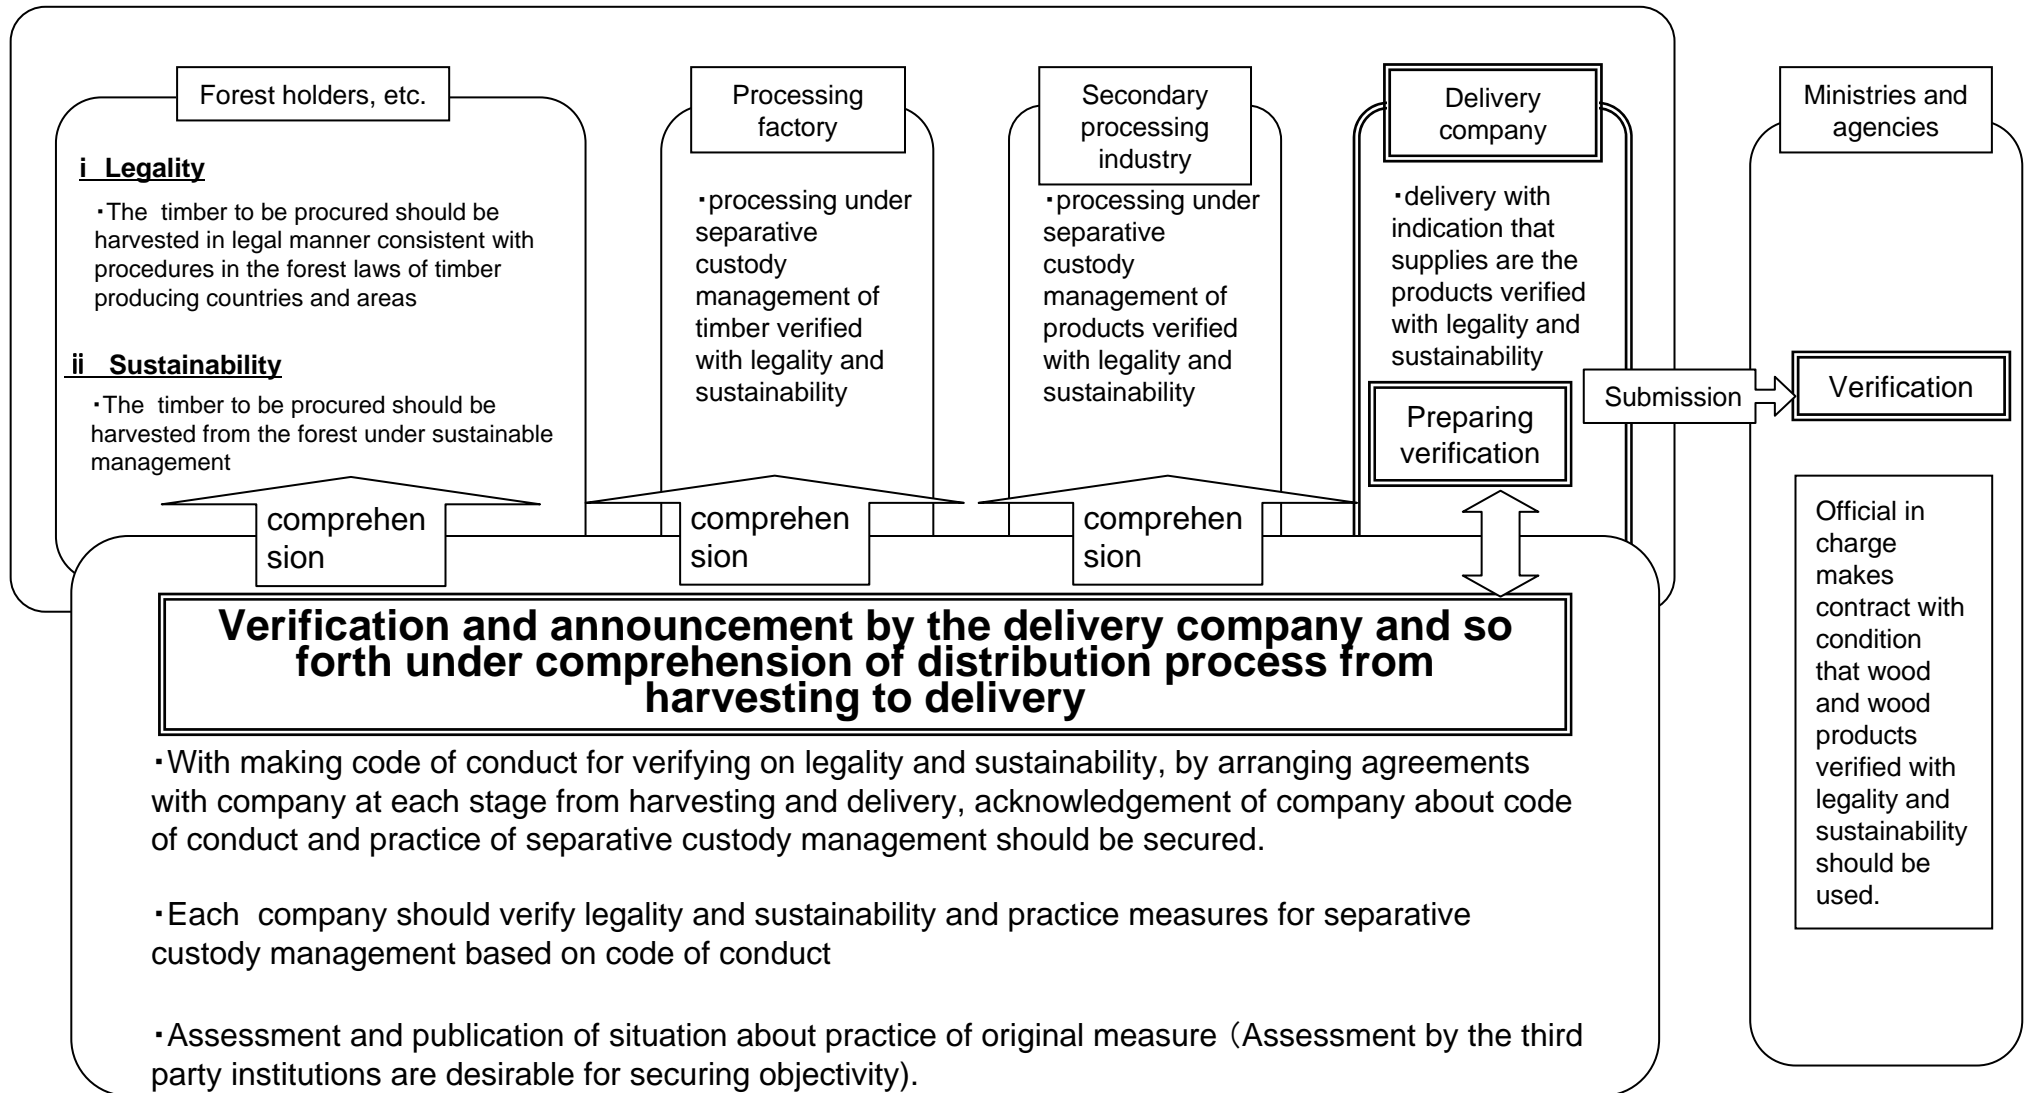 Forest holders, etc.
i Legality
・The timber to be procured should be
harvested in legal manner consistent with
procedures in the forest laws of timber
producing countries and areas
ⅱ Sustainability
・The timber to be procured should be
harvested from the forest under sustainable
management
Processing
factory
・processing under
separative
custody
management of
timber verified
with legality and
sustainability
Secondary
processing
industry
・processing under
separative
custody
management of
products verified
with legality and
sustainability
Delivery
company
・delivery with
indication that
supplies are the
products verified
with legality and
sustainability
Preparing
verification
Submission
Ministries and
agencies
Verification
Official in
charge
makes
contract with
condition
that wood
and wood
products
verified with
legality and
sustainability
should be
used.
comprehen
sion
comprehen
sion
comprehen
sion
Verification and announcement by the delivery company and so
forth under comprehension of distribution process from
harvesting to delivery
・With making code of conduct for verifying on legality and sustainability, by arranging agreements
with company at each stage from harvesting and delivery, acknowledgement of company about code
of conduct and practice of separative custody management should be secured.
・Each company should verify legality and sustainability and practice measures for separative
custody management based on code of conduct
・Assessment and publication of situation about practice of original measure（Assessment by the third
party institutions are desirable for securing objectivity).